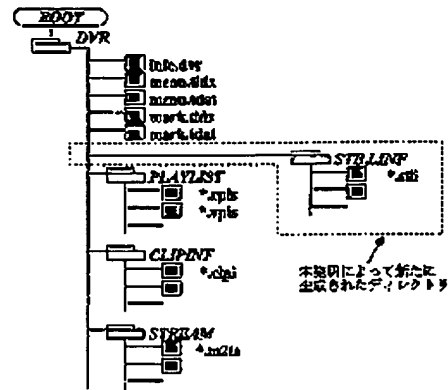 ROOT
DVR
info.dvr
menu.tidx
menu.tdat
mark.tidx
mark.tdat
STR.LINF
PLAYLIST
*.rpls
*.vpls
CLIPINF
*.clpi
STREAM
*.m2ts
本発明によって新たに
生成されたディレクトリ